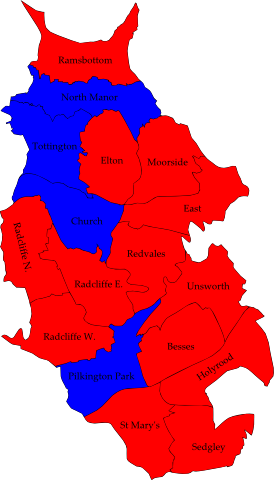 Ramsbottom
North Manor
Tottington
Elton
Moorside
East
Church
Radcliffe N.
Redvales
Radcliffe E.
Unsworth
Radcliffe W.
Besses
Holyrood
Pilkington Park
St Mary's
Sedgley